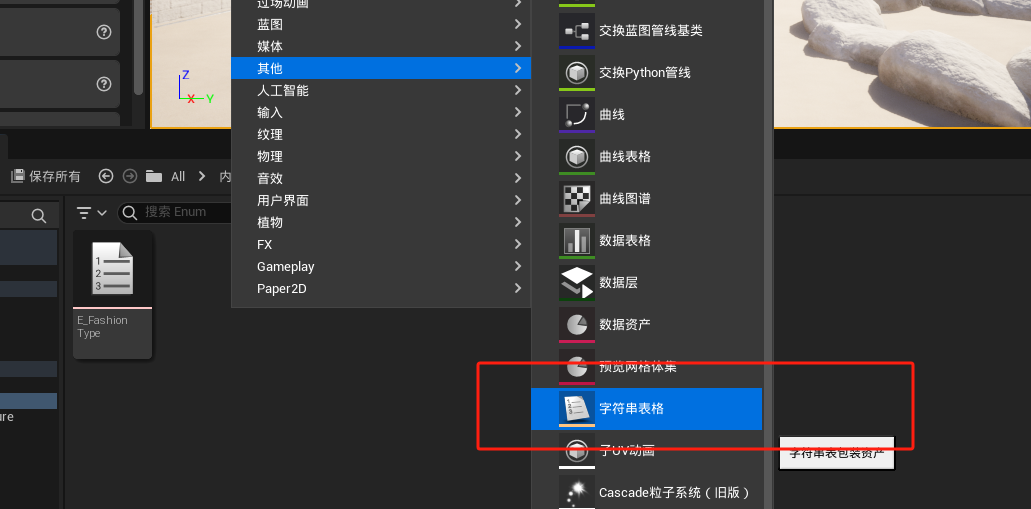 过场动画
蓝图
媒体
其他
人工智能
输入
纹理
物理
音效
用户界面
植物
FX
Gameplay
Paper2D
交换蓝图管线基类
交换Python管线
曲线
曲线表格
曲线图谱
数据表格
数据层
数据资产
预览网格体集
字符串表格
子UV动画
Cascade粒子系统（旧版）
字符串表包装资产
Z
X
Y
保存所有
All
内
搜索 Enum
1
2
3
E_Fashion
Type
ure